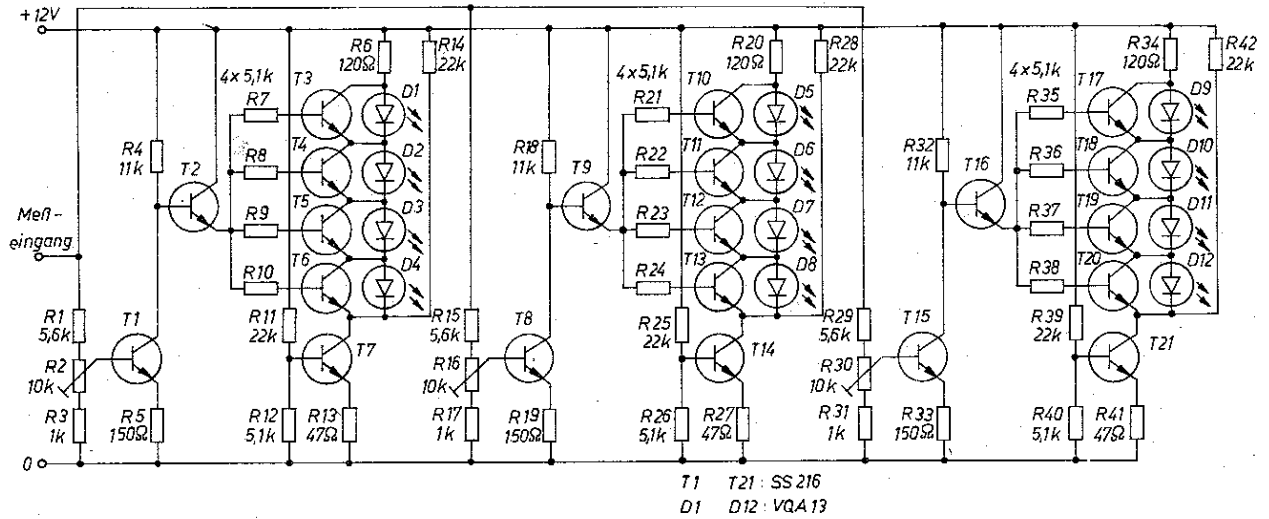 +12V
Meß-
eingang
0
R1
5,6k
R2
10k
R3
1k
R4
11k
T1
R5
150Ω
T2
4x5,1k
R7
R8
R9
R10
R11
22k
R12
5,1k
T3
T4
T5
T6
T7
R13
47Ω
R6
120Ω
D1
D2
D3
D4
R14
22k
R15
5,6k
R16
10k
R17
1k
R18
11k
T8
R19
150Ω
T9
4x5,1k
R21
R22
R23
R24
R25
22k
R26
5,1k
T10
T11
T12
T13
T14
R27
47Ω
R20
120Ω
D5
D6
D7
D8
R28
22k
R29
5,6k
R30
10k
R31
1k
R32
11k
T15
R33
150Ω
T16
4x5,1k
R35
R36
R37
R38
R39
22k
R40
5,1k
T17
T18
T19
T20
T21
R41
47Ω
R34
120Ω
D9
D10
D11
D12
R42
22k
T1 T21 : SS 216
D1 D12 : VQA 13